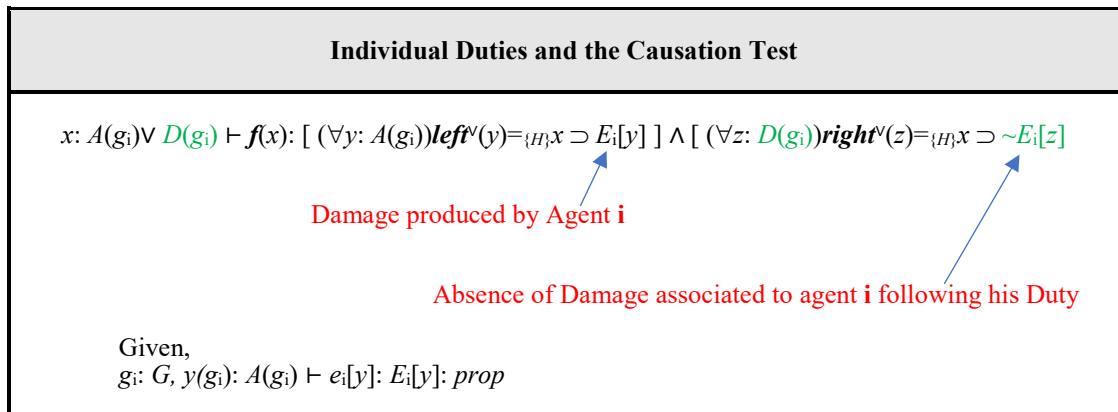 Individual Duties and the Causation Test
x: A(gᵢ)∨ D(gᵢ) ⊢ f(x): [ (∀y: A(gᵢ))left^∨(y)=_{H}x ⊃ Eᵢ[y] ] ∧ [ (∀z: D(gᵢ))right^∨(z)=_{H}x ⊃ ~Eᵢ[z]
Damage produced by Agent i
Absence of Damage associated to agent i following his Duty
Given,
gᵢ: G, y(gᵢ): A(gᵢ) ⊢ eᵢ[y]: Eᵢ[y]: prop